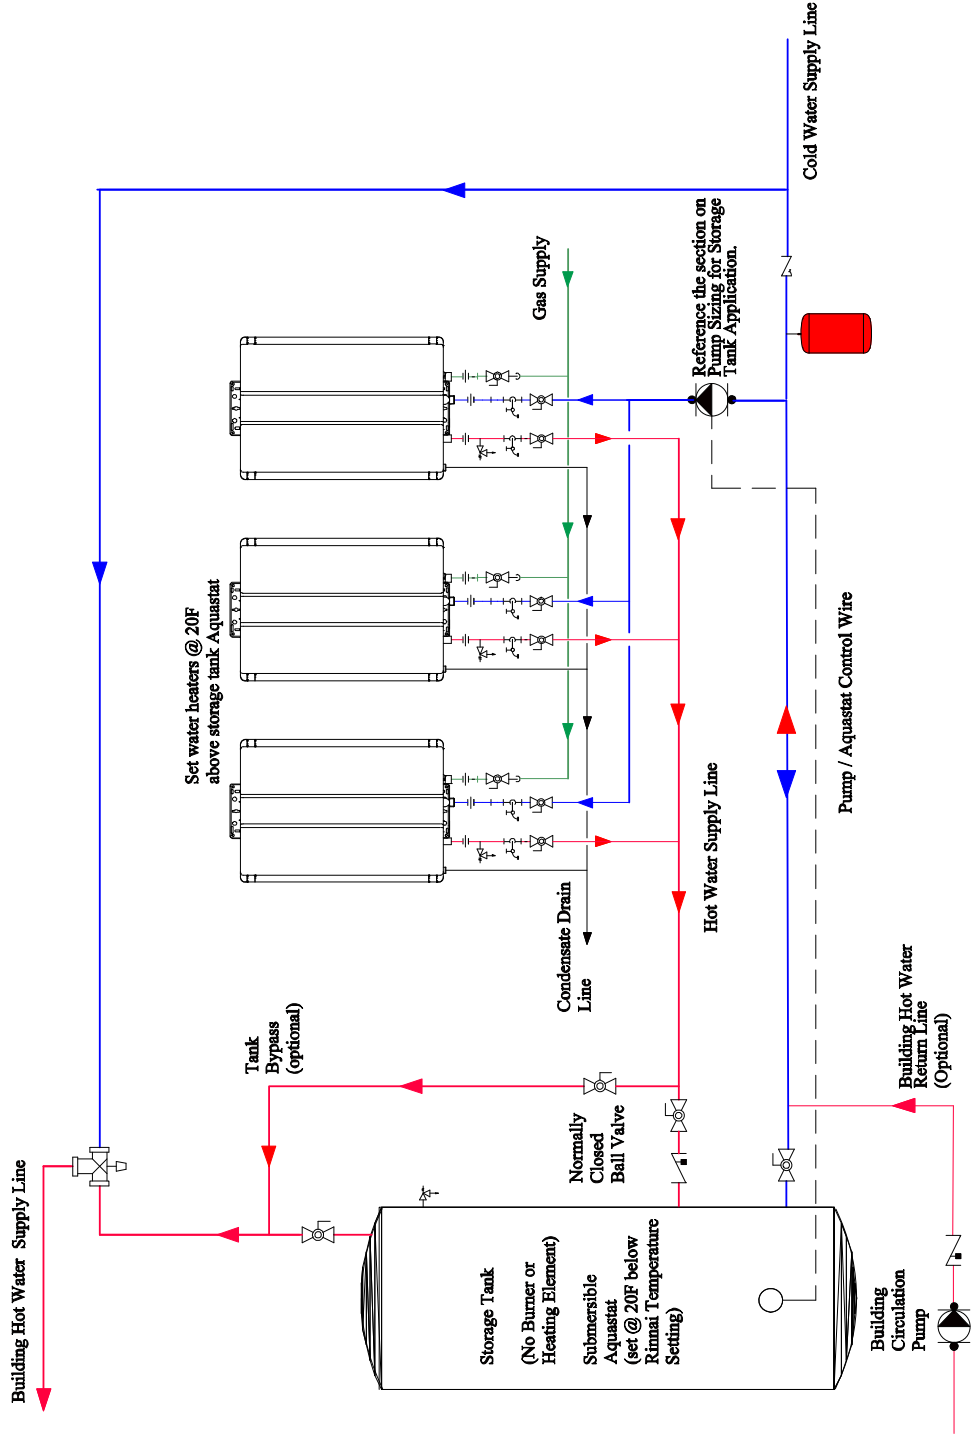 Building Hot Water Supply Line
Tank
Bypass
(optional)
Set water heaters @ 20F
above storage tank Aquastat
Gas Supply
Cold Water Supply Line
Reference the section on
Pump Sizing for Storage
Tank Application.
Condensate Drain
Line
Hot Water Supply Line
Pump / Aquastat Control Wire
Normally
Closed
Ball Valve
Building Hot Water
Return Line
(Optional)
Storage Tank
(No Burner or
Heating Element)
Submersible
Aquastat
(set @ 20F below
Rinnai Temperature
Setting)
Building
Circulation
Pump